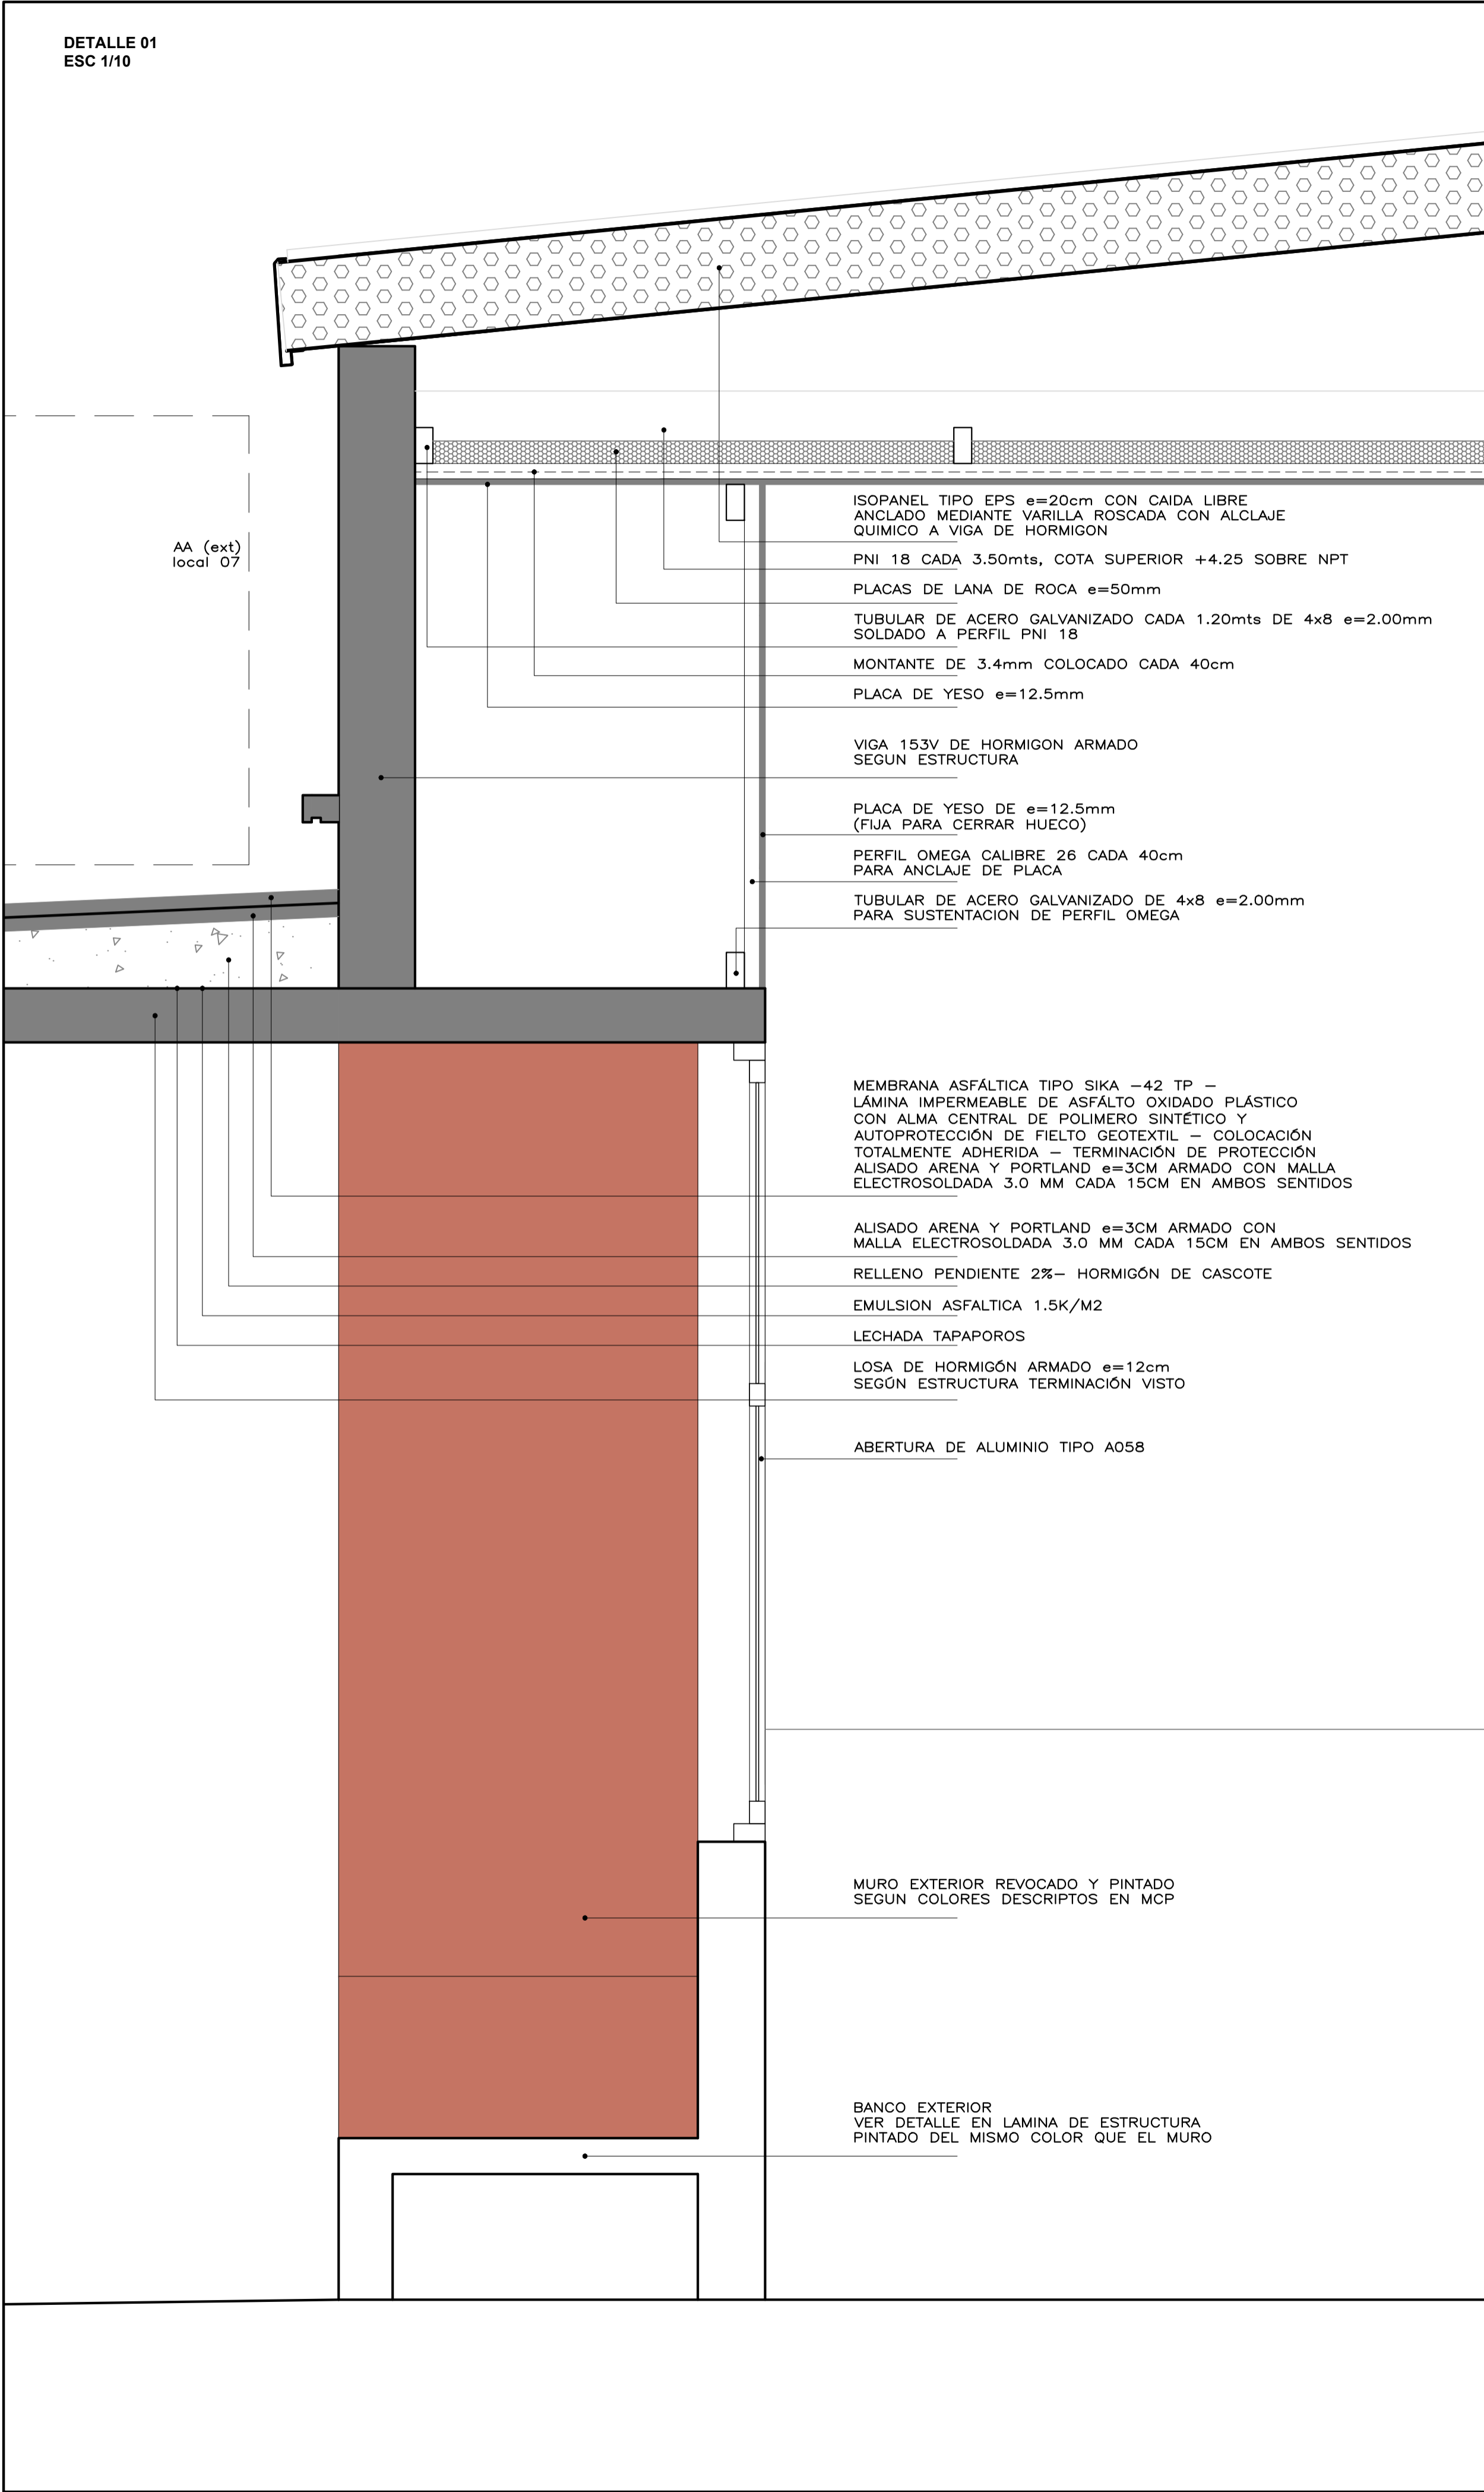 DETALLE 01
ESC 1/10
AA (ext)
local 07
ISOPANEL TIPO EPS e=20cm CON CAIDA LIBRE
ANCLADO MEDIANTE VARILLA ROSCADA CON ALCLAJE
QUIMICO A VIGA DE HORMIGON
PNI 18 CADA 3.50mts, COTA SUPERIOR +4.25 SOBRE NPT
PLACAS DE LANA DE ROCA e=50mm
TUBULAR DE ACERO GALVANIZADO CADA 1.20mts DE 4x8 e=2.00mm
SOLDADO A PERFIL PNI 18
MONTANTE DE 3.4mm COLOCADO CADA 40cm
PLACA DE YESO e=12.5mm
VIGA 153V DE HORMIGON ARMADO
SEGUN ESTRUCTURA
PLACA DE YESO DE e=12.5mm
(FIJA PARA CERRAR HUECO)
PERFIL OMEGA CALIBRE 26 CADA 40cm
PARA ANCLAJE DE PLACA
TUBULAR DE ACERO GALVANIZADO DE 4x8 e=2.00mm
PARA SUSTENTACION DE PERFIL OMEGA
MEMBRANA ASFÁLTICA TIPO SIKA -42 TP -
LÁMINA IMPERMEABLE DE ASFÁLTO OXIDADO PLÁSTICO
CON ALMA CENTRAL DE POLIMERO SINTÉTICO Y
AUTOPROTECCIÓN DE FIELTO GEOTEXTIL - COLOCACIÓN
TOTALMENTE ADHERIDA - TERMINACIÓN DE PROTECCIÓN
ALISADO ARENA Y PORTLAND e=3CM ARMADO CON MALLA
ELECTROSOLDADA 3.0 MM CADA 15CM EN AMBOS SENTIDOS
ALISADO ARENA Y PORTLAND e=3CM ARMADO CON
MALLA ELECTROSOLDADA 3.0 MM CADA 15CM EN AMBOS SENTIDOS
RELLENO PENDIENTE 2%- HORMIGÓN DE CASCOTE
EMULSION ASFALTICA 1.5K/M2
LECHADA TAPAPOROS
LOSA DE HORMIGÓN ARMADO e=12cm
SEGÚN ESTRUCTURA TERMINACIÓN VISTO
ABERTURA DE ALUMINIO TIPO A058
MURO EXTERIOR REVOCADO Y PINTADO
SEGUN COLORES DESCRIPTOS EN MCP
BANCO EXTERIOR
VER DETALLE EN LAMINA DE ESTRUCTURA
PINTADO DEL MISMO COLOR QUE EL MURO